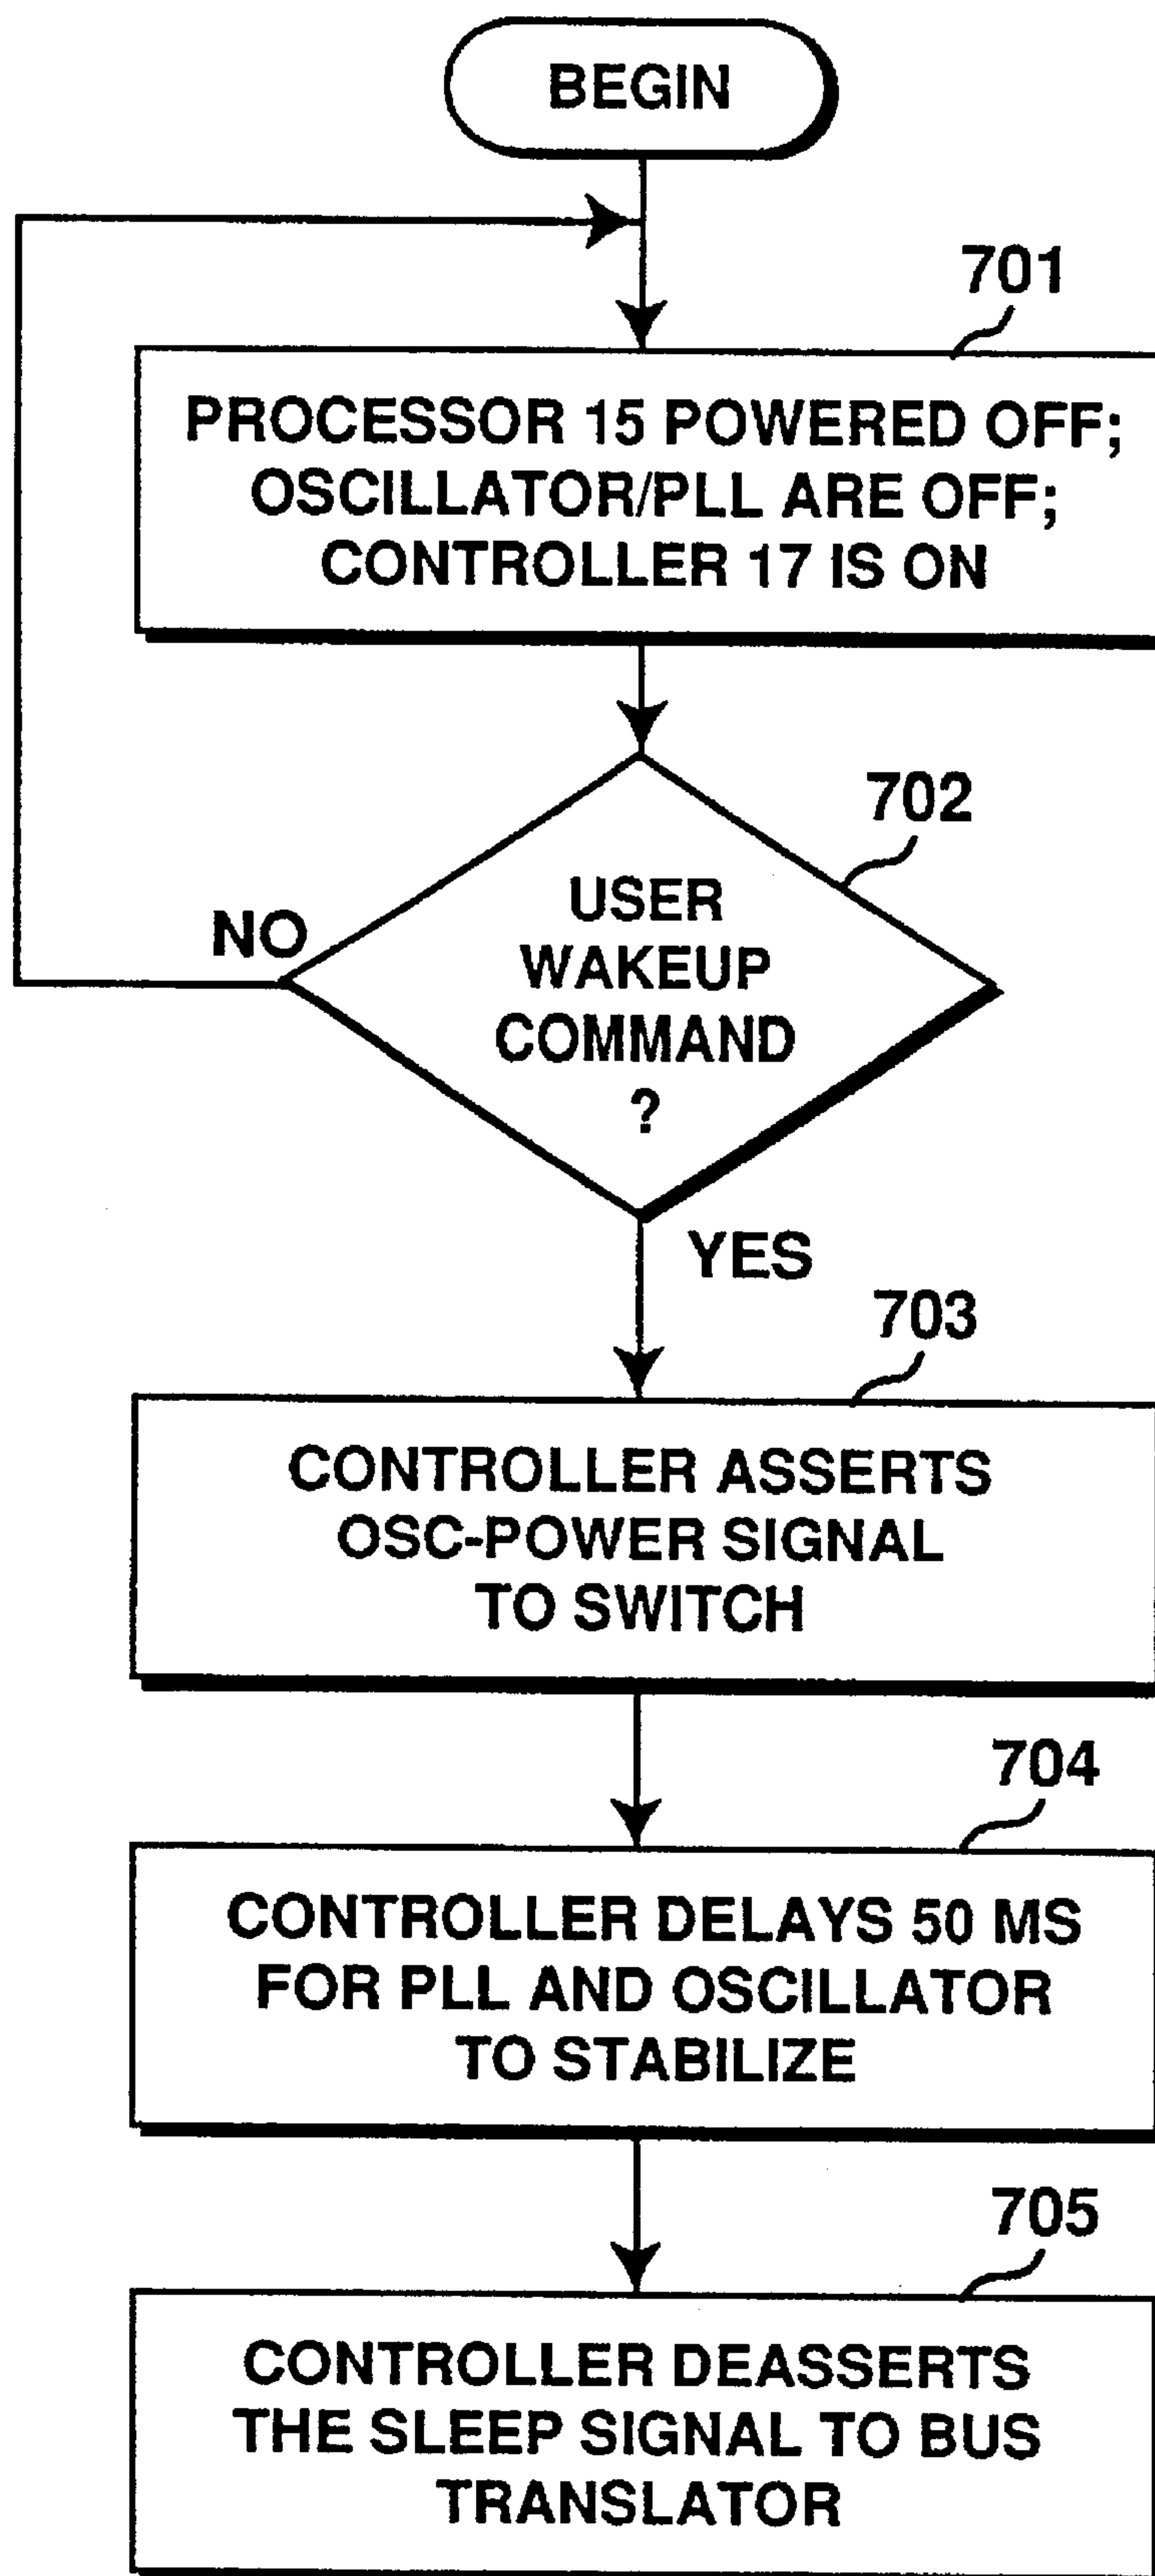 BEGIN
701
PROCESSOR 15 POWERED OFF;
OSCILLATOR/PLL ARE OFF;
CONTROLLER 17 IS ON
702
USER
WAKEUP
COMMAND
?
NO
YES
703
CONTROLLER ASSERTS
OSC-POWER SIGNAL
TO SWITCH
704
CONTROLLER DELAYS 50 MS
FOR PLL AND OSCILLATOR
TO STABILIZE
705
CONTROLLER DEASSERTS
THE SLEEP SIGNAL TO BUS
TRANSLATOR